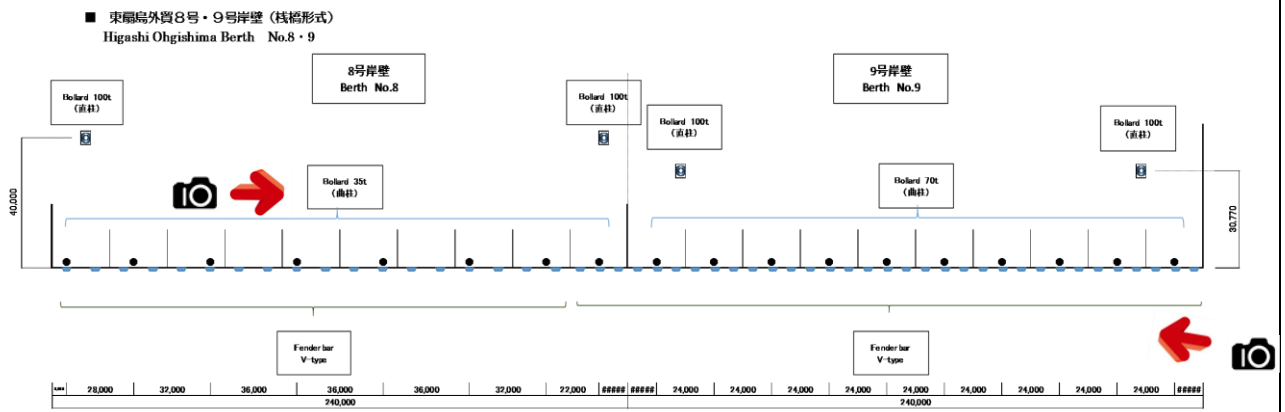 ■ 東扇島外貿８号・９号岸壁（桟橋形式）
Higashi Ohgishima Berth No.8・9
8号岸壁
Berth No.8
9号岸壁
Berth No.9
Bollard 100t
（直柱）
Bollard 100t
（直柱）
Bollard 100t
（直柱）
Bollard 100t
（直柱）
Bollard 35t
（曲柱）
Bollard 70t
（曲柱）
40,000
30.770
Fender bar
V-type
Fender bar
V-type
28,000 32,000 36,000 36,000 36,000 32,000 22,000 ##### ##### 24,000 24,000 24,000 24,000 24,000 24,000 24,000 24,000 24,000 #####
240,000 240,000